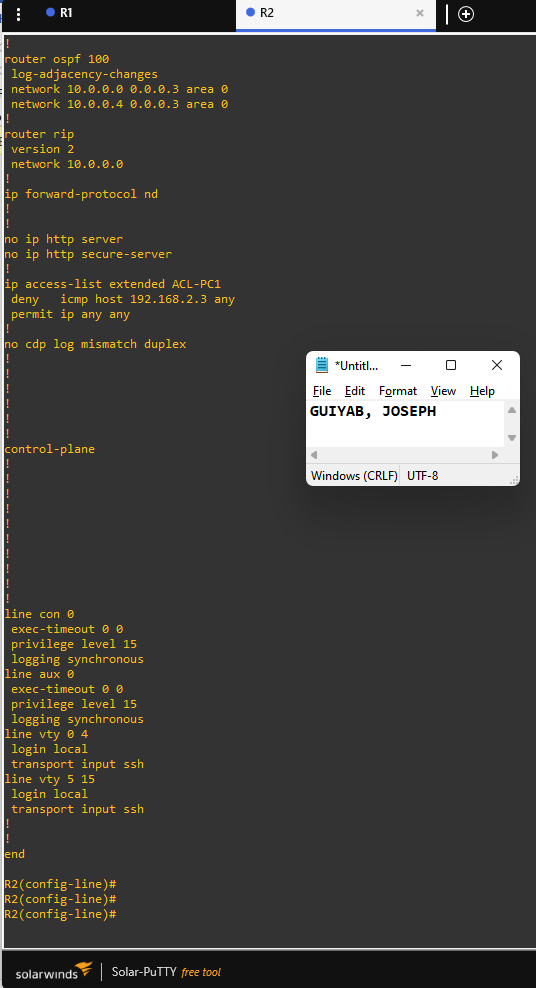 R1
R2
!
router ospf 100
 log-adjacency-changes
 network 10.0.0.0 0.0.0.3 area 0
 network 10.0.0.4 0.0.0.3 area 0
!
router rip
 version 2
 network 10.0.0.0
!
ip forward-protocol nd
!
!
no ip http server
no ip http secure-server
!
ip access-list extended ACL-PC1
 deny   icmp host 192.168.2.3 any
 permit ip any any
!
no cdp log mismatch duplex
!
!
!
!
!
!
control-plane
!
!
!
!
!
!
!
!
!
!
line con 0
 exec-timeout 0 0
 privilege level 15
 logging synchronous
line aux 0
 exec-timeout 0 0
 privilege level 15
 logging synchronous
line vty 0 4
 login local
 transport input ssh
line vty 5 15
 login local
 transport input ssh
!
!
end
R2(config-line)#
R2(config-line)#
R2(config-line)#
*Untitl...
File Edit Format View Help
GUIYAB, JOSEPH
Windows (CRLF) UTF-8
solarwinds Solar-PuTTY free tool